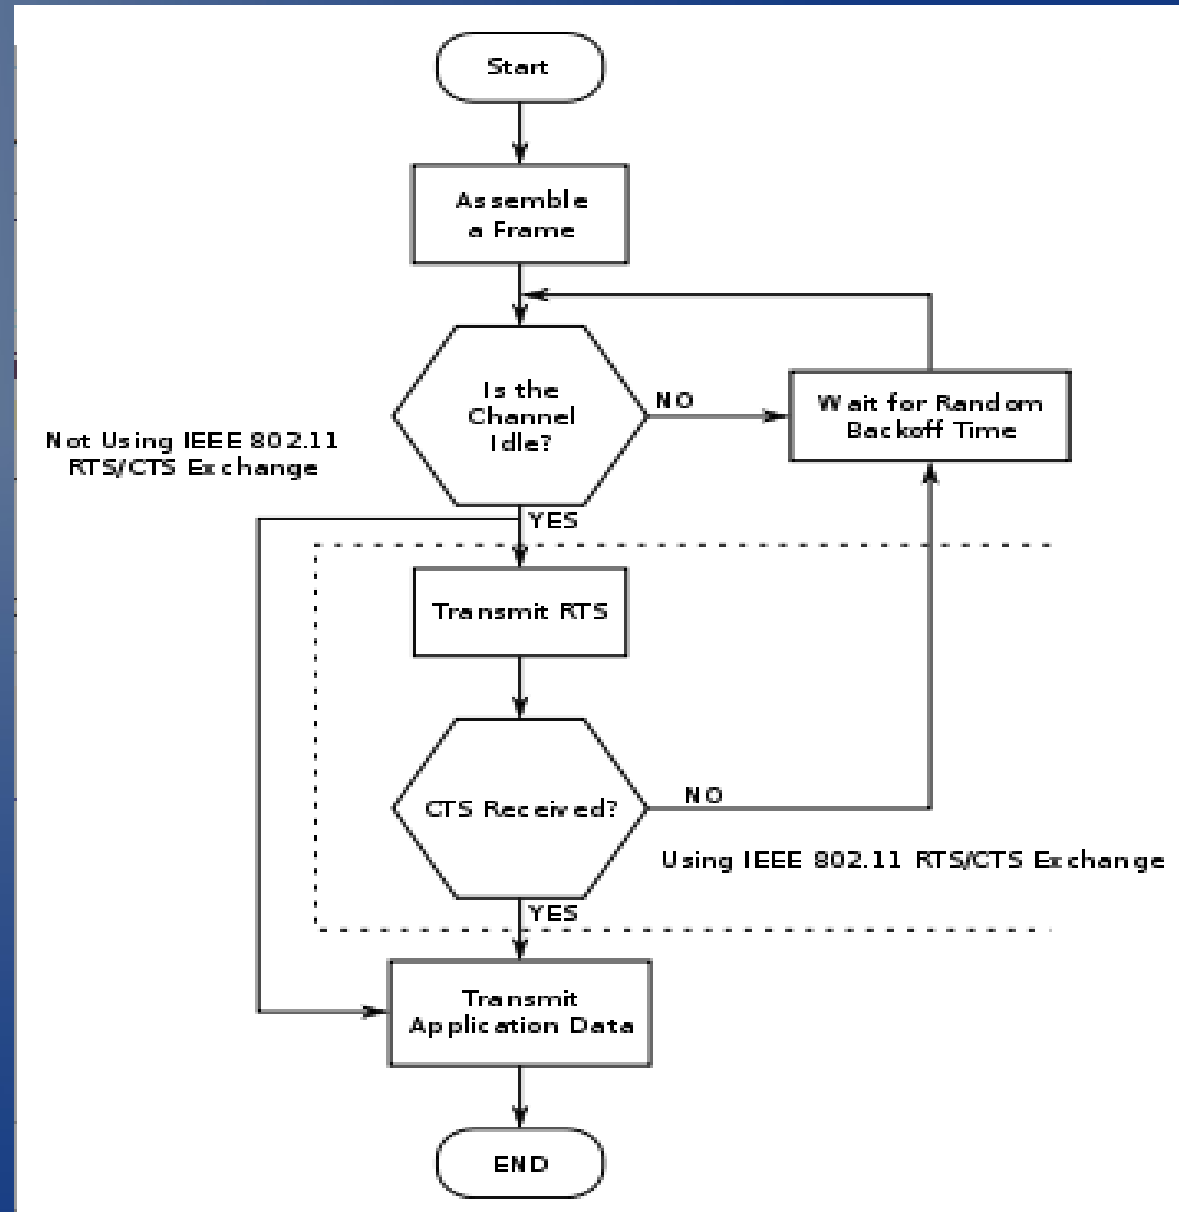 Start
Assemble
a Frame
Is the
Channel
Idle?
NO
Wait for Random
Backoff Time
Not Using IEEE 802.11
RTS/CTS Exchange
YES
Transmit RTS
CTS Received?
NO
Using IEEE 802.11 RTS/CTS Exchange
YES
Transmit
Application Data
END